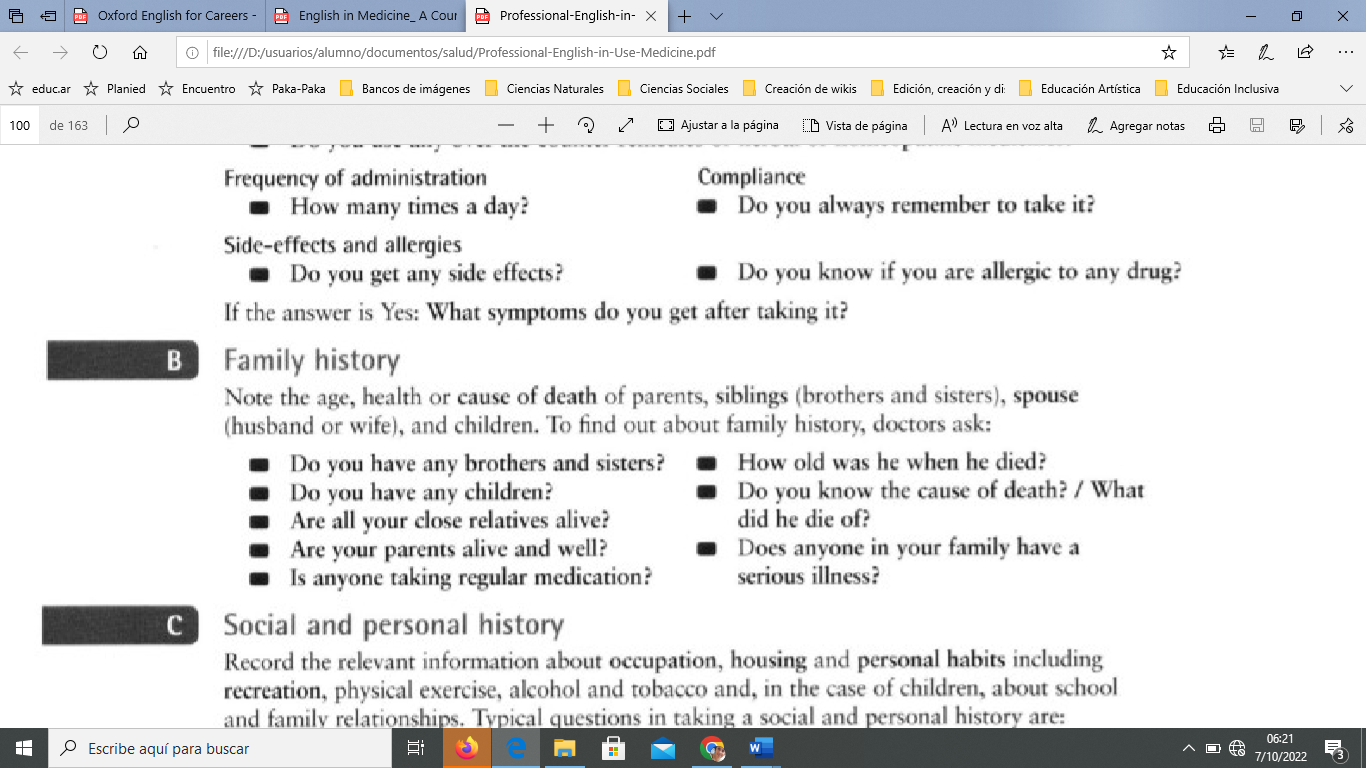 Oxford English for Careers -
English in Medicine_ A Cour
Professional-English-in-
file:///D:/usuarios/alumno/documentos/salud/Professional-English-in-Use-Medicine.pdf
educ.ar Planied Encuentro Paka-Paka Bancos de imágenes Ciencias Naturales Ciencias Sociales Creación de wikis Edición, creación y di: Educación Artística Educación Inclusiva
100 de 163 Ajustar a la página Vista de página Lectura en voz alta Agregar notas
Frequency of administration
How many times a day?
Compliance
Do you always remember to take it?
Side-effects and allergies
Do you get any side effects?
Do you know if you are allergic to any drug?
If the answer is Yes: What symptoms do you get after taking it?
B Family history
Note the age, health or cause of death of parents, siblings (brothers and sisters), spouse
(husband or wife), and children. To find out about family history, doctors ask:
Do you have any brothers and sisters?
Do you have any children?
Are all your close relatives alive?
Are your parents alive and well?
Is anyone taking regular medication?
How old was he when he died?
Do you know the cause of death? / What
did he die of?
Does anyone in your family have a
serious illness?
C Social and personal history
Record the relevant information about occupation, housing and personal habits including
recreation, physical exercise, alcohol and tobacco and, in the case of children, about school
and family relationships. Typical questions in taking a social and personal history are:
Escribe aquí para buscar
06:21
7/10/2022
3